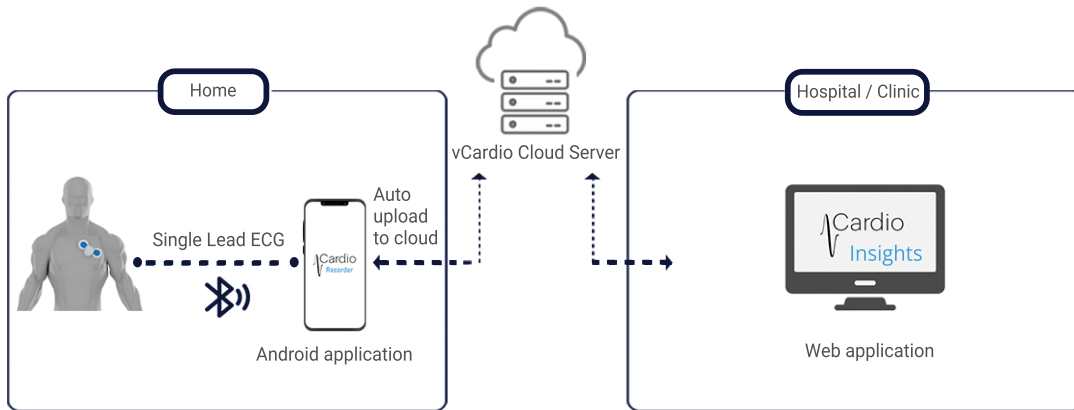 Home
Hospital / Clinic
vCardio Cloud Server
Auto
upload
to cloud
Single Lead ECG
Cardio
Recorder
Android application
Cardio
Insights
Web application